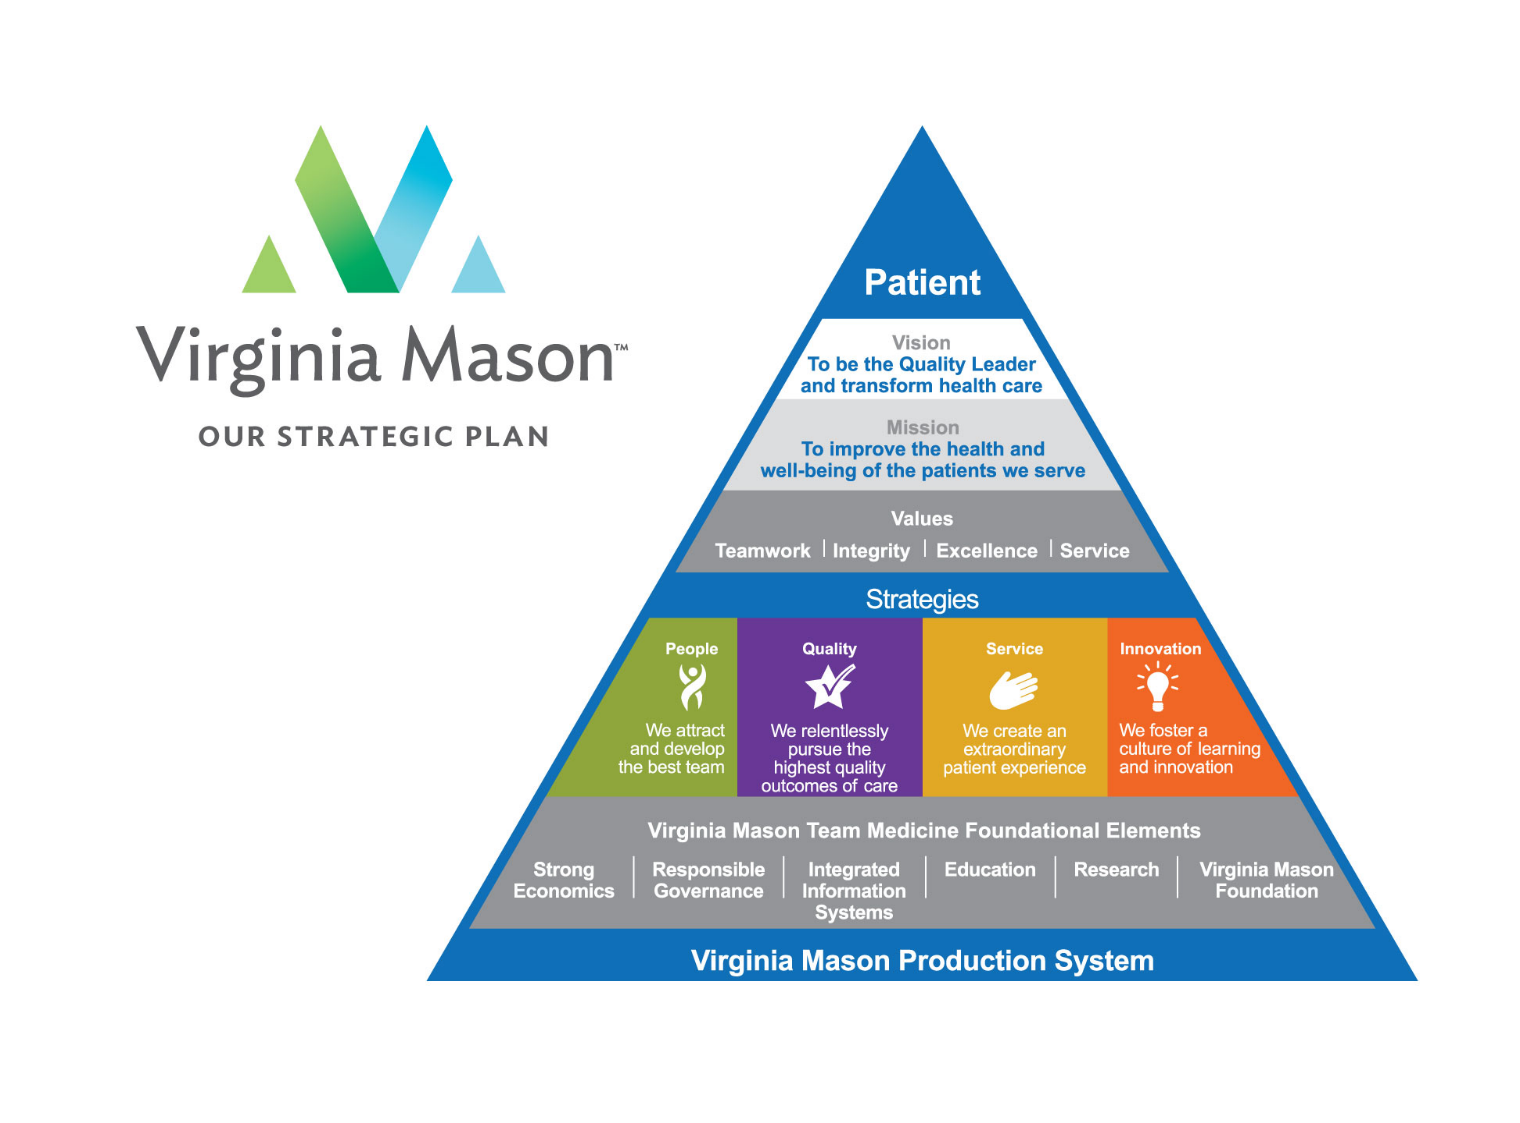 Virginia Mason™
OUR STRATEGIC PLAN
Patient
Vision
To be the Quality Leader
and transform health care
Mission
To improve the health and
well-being of the patients we serve
Values
Teamwork | Integrity | Excellence | Service
Strategies
People
We attract
and develop
the best team
Quality
We relentlessly
pursue the
highest quality
outcomes of care
Service
We create an
extraordinary
patient experience
Innovation
We foster a
culture of learning
and innovation
Virginia Mason Team Medicine Foundational Elements
Strong
Economics
Responsible
Governance
Integrated
Information
Systems
Education
Research
Virginia Mason
Foundation
Virginia Mason Production System